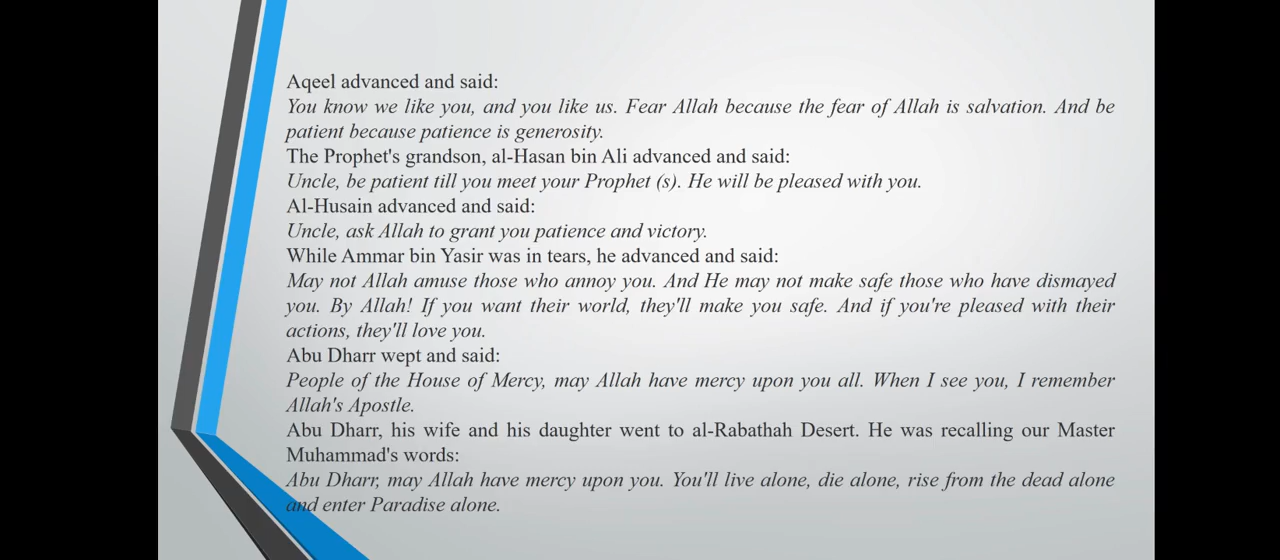 Aqeel advanced and said:
You know we like you, and you like us. Fear Allah because the fear of Allah is salvation. And be
patient because patience is generosity.
The Prophet's grandson, al-Hasan bin Ali advanced and said:
Uncle, be patient till you meet your Prophet (s). He will be pleased with you.
Al-Husain advanced and said:
Uncle, ask Allah to grant you patience and victory.
While Ammar bin Yasir was in tears, he advanced and said:
May not Allah amuse those who annoy you. And He may not make safe those who have dismayed
you. By Allah! If you want their world, they'll make you safe. And if you're pleased with their
actions, they'll love you.
Abu Dharr wept and said:
People of the House of Mercy, may Allah have mercy upon you all. When I see you, I remember
Allah's Apostle.
Abu Dharr, his wife and his daughter went to al-Rabathah Desert. He was recalling our Master
Muhammad's words:
Abu Dharr, may Allah have mercy upon you. You'll live alone, die alone, rise from the dead alone
and enter Paradise alone.